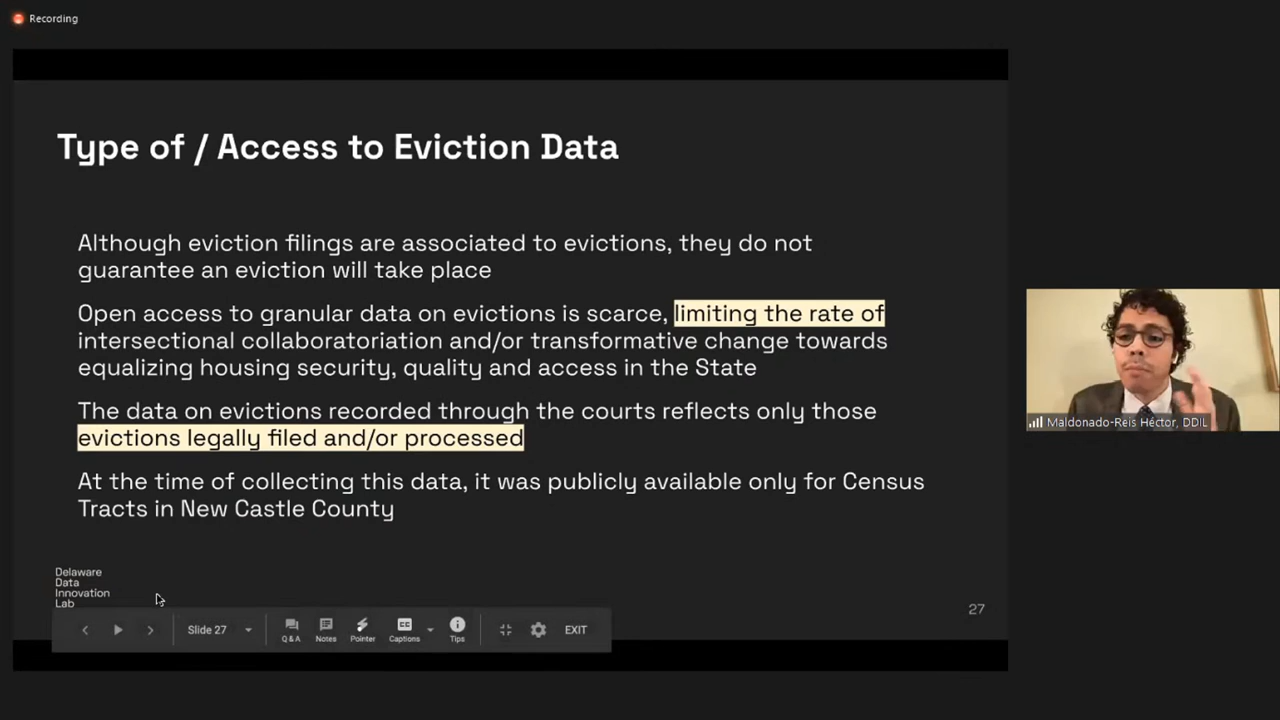 Recording
Type of / Access to Eviction Data
Although eviction filings are associated to evictions, they do not
guarantee an eviction will take place
Open access to granular data on evictions is scarce, limiting the rate of
intersectional collaboratoriation and/or transformative change towards
equalizing housing security, quality and access in the State
The data on evictions recorded through the courts reflects only those
evictions legally filed and/or processed
At the time of collecting this data, it was publicly available only for Census
Tracts in New Castle County
Delaware
Data
Innovation
Lab
27
Slide 27
Q & A
Notes
Pointer
Captions
Tips
EXIT
Maldonado-Reis Héctor, DDIL